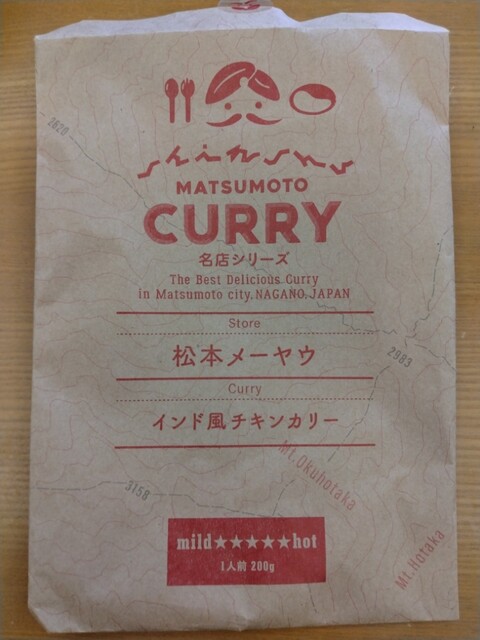 2620
shinshu
MATSUMOTO
CURRY
名店シリーズ
The Best Delicious Curry
in Matsumoto city, NAGANO, JAPAN
Store
松本メーヤウ
2983
Curry
インド風チキンカリー
Mt.Okuhotaka
3158
mild★★★★★hot
1人前 200g
Mt.Hotaka